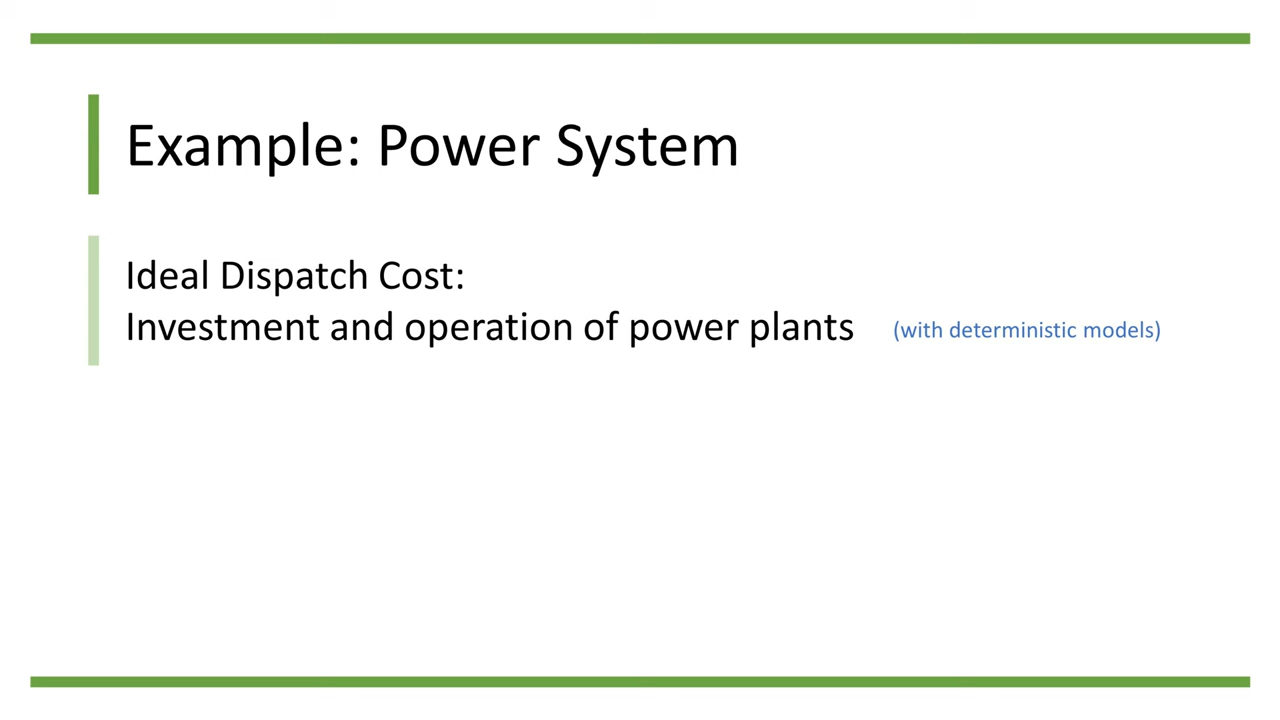 Example: Power System
Ideal Dispatch Cost:
Investment and operation of power plants (with deterministic models)